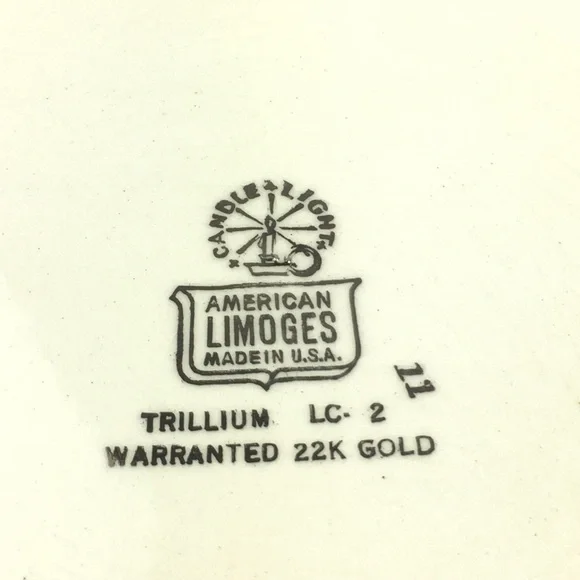 CANDLE LIGHT
AMERICAN
LIMOGES
MADE IN U.S.A.
11
TRILLIUM LC- 2
WARRANTED 22K GOLD